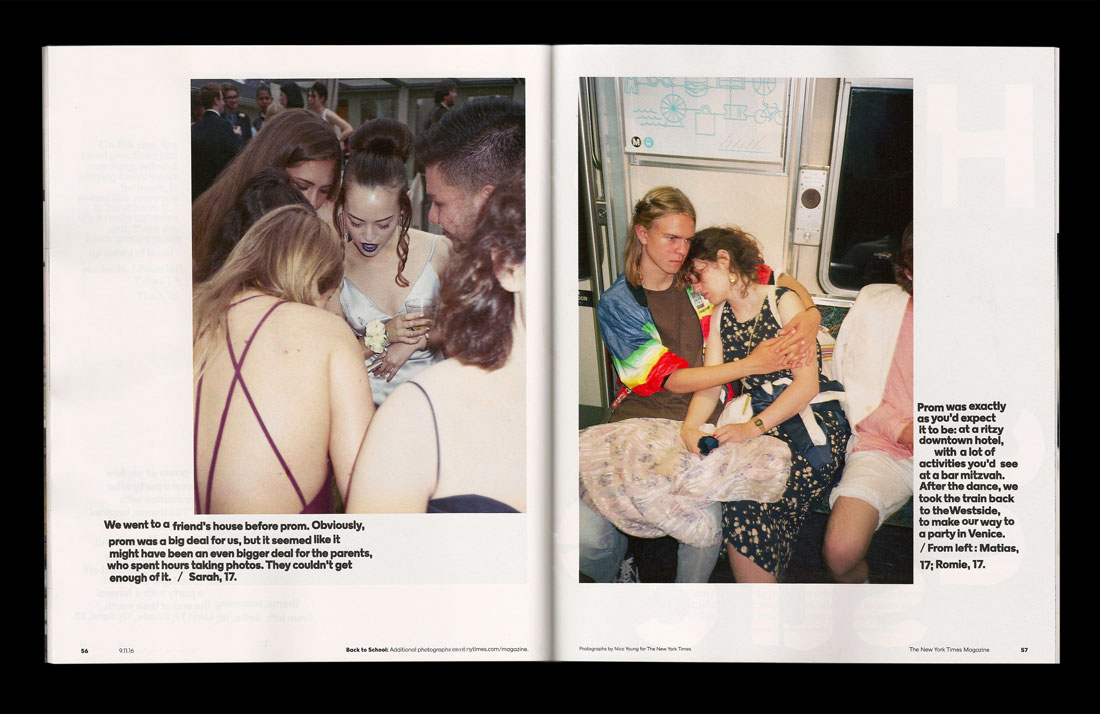 We went to a friend's house before prom. Obviously,
prom was a big deal for us, but it seemed like it
might have been an even bigger deal for the parents,
who spent hours taking photos. They couldn't get
enough of it. / Sarah, 17.
56
9.11.16
Back to School: Additional photographs at nytimes.com/magazine.
M
Prom was exactly
as you'd expect
it to be: at a ritzy
downtown hotel,
with a lot of
activities you'd see
at a bar mitzvah.
After the dance, we
took the train back
to the Westside,
to make our way to
a party in Venice.
/ From left: Matias,
17; Romie, 17.
Photographs by Nico Young for The New York Times
The New York Times Magazine
57